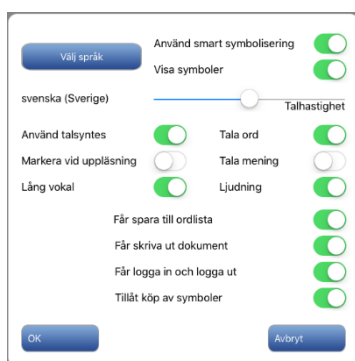 Använd smart symbolisering
Välj språk
Visa symboler
svenska (Sverige)
Talhastighet
Använd talsyntes
Tala ord
Markera vid uppläsning
Tala mening
Lång vokal
Ljudning
Får spara till ordlista
Får skriva ut dokument
Får logga in och logga ut
Tillåt köp av symboler
OK
Avbryt